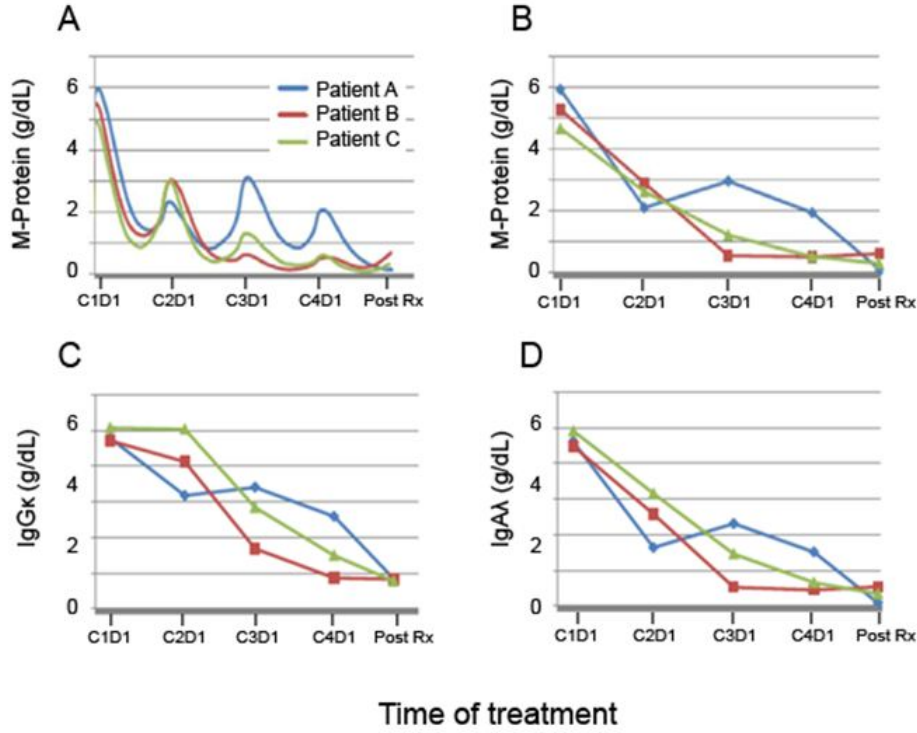 A
M-Protein (g/dL)
6
4
2
0
Patient A
Patient B
Patient C
C1D1 C2D1 C3D1 C4D1 Post Rx
B
M-Protein (g/dL)
6
4
2
0
C1D1 C2D1 C3D1 C4D1 Post Rx
C
IgGκ (g/dL)
6
4
2
0
C1D1 C2D1 C3D1 C4D1 Post Rx
D
IgAλ (g/dL)
6
4
2
0
C1D1 C2D1 C3D1 C4D1 Post Rx
Time of treatment